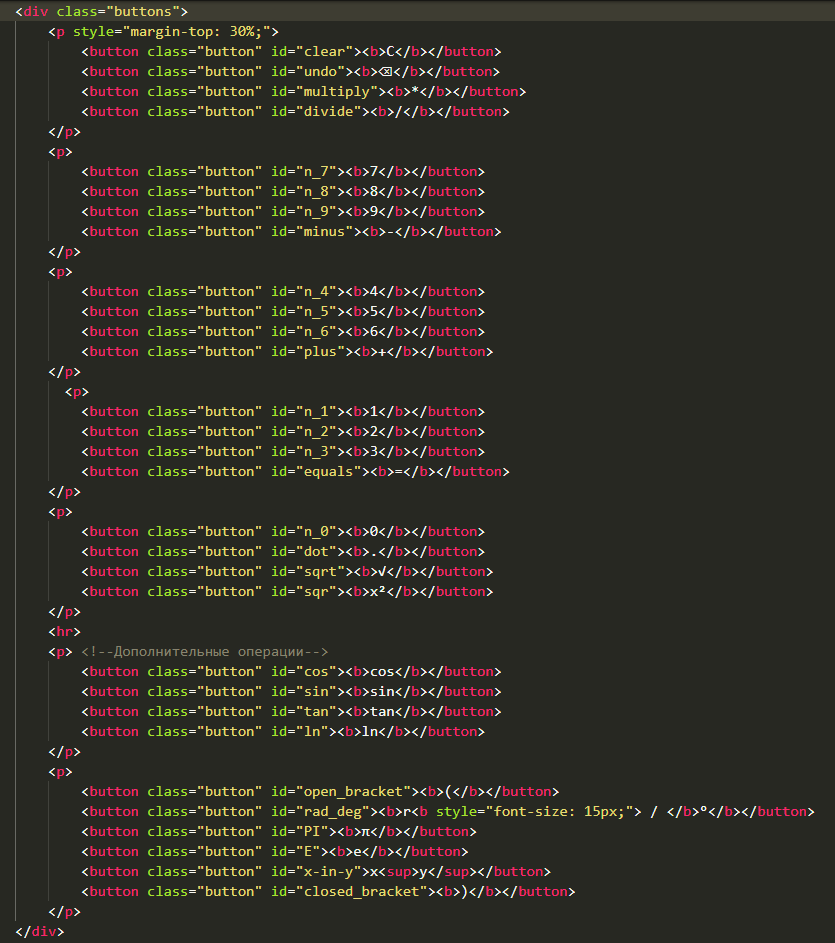 <div class="buttons">
    <p style="margin-top: 30%;">
        <button class="button" id="clear"><b>C</b></button>
        <button class="button" id="undo"><b>⌫</b></button>
        <button class="button" id="multiply"><b>*</b></button>
        <button class="button" id="divide"><b>/</b></button>
    </p>
    <p>
        <button class="button" id="n_7"><b>7</b></button>
        <button class="button" id="n_8"><b>8</b></button>
        <button class="button" id="n_9"><b>9</b></button>
        <button class="button" id="minus"><b>-</b></button>
    </p>
    <p>
        <button class="button" id="n_4"><b>4</b></button>
        <button class="button" id="n_5"><b>5</b></button>
        <button class="button" id="n_6"><b>6</b></button>
        <button class="button" id="plus"><b>+</b></button>
    </p>
      <p>
        <button class="button" id="n_1"><b>1</b></button>
        <button class="button" id="n_2"><b>2</b></button>
        <button class="button" id="n_3"><b>3</b></button>
        <button class="button" id="equals"><b>=</b></button>
    </p>
    <p>
        <button class="button" id="n_0"><b>0</b></button>
        <button class="button" id="dot"><b>.</b></button>
        <button class="button" id="sqrt"><b>√</b></button>
        <button class="button" id="sqr"><b>x²</b></button>
    </p>
    <hr>
    <p> <!--Дополнительные операции-->
        <button class="button" id="cos"><b>cos</b></button>
        <button class="button" id="sin"><b>sin</b></button>
        <button class="button" id="tan"><b>tan</b></button>
        <button class="button" id="ln"><b>ln</b></button>
    </p>
    <p>
        <button class="button" id="open_bracket"><b>(</b></button>
        <button class="button" id="rad_deg"><b>r<b style="font-size: 15px;"> / </b>°</b></button>
        <button class="button" id="PI"><b>π</b></button>
        <button class="button" id="E"><b>e</b></button>
        <button class="button" id="x-in-y">x<sup>y</sup></button>
        <button class="button" id="closed_bracket"><b>)</b></button>
    </p>
</div>